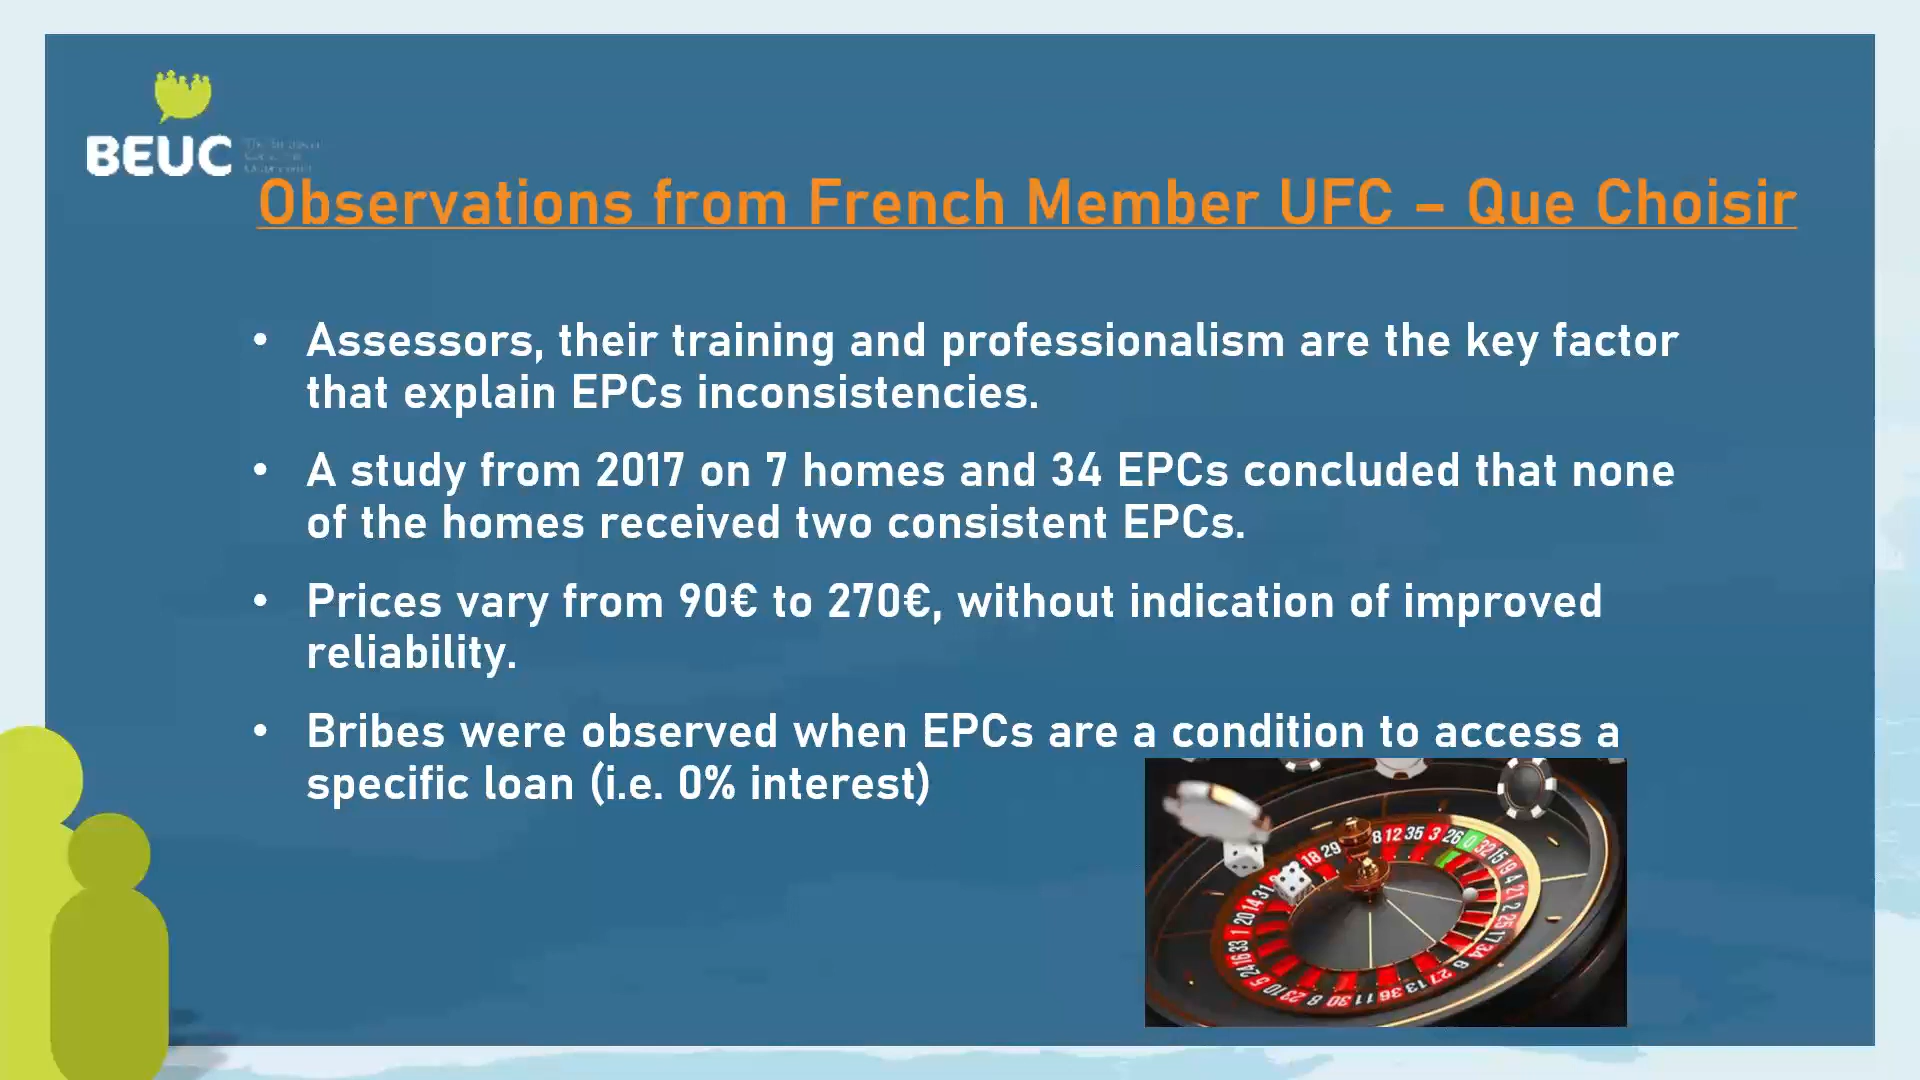 BEUC
Observations from French Member UFC – Que Choisir
• Assessors, their training and professionalism are the key factor
that explain EPCs inconsistencies.
• A study from 2017 on 7 homes and 34 EPCs concluded that none
of the homes received two consistent EPCs.
• Prices vary from 90€ to 270€, without indication of improved
reliability.
• Bribes were observed when EPCs are a condition to access a
specific loan (i.e. 0% interest)